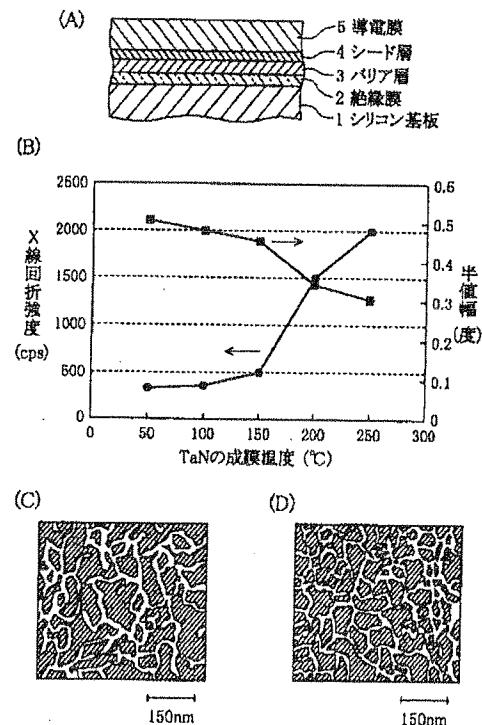 (A)
5 導電膜
4 シード層
3 バリア層
2 絶縁膜
1 シリコン基板
(B)
X線回折強度(cps)
2500
2000
1500
1000
500
0
0
50
100
150
200
250
300
TaNの成膜温度 (℃)
0.6
0.5
0.4
0.3
0.2
0.1
0
半値幅(度)
(C)
150nm
(D)
150nm